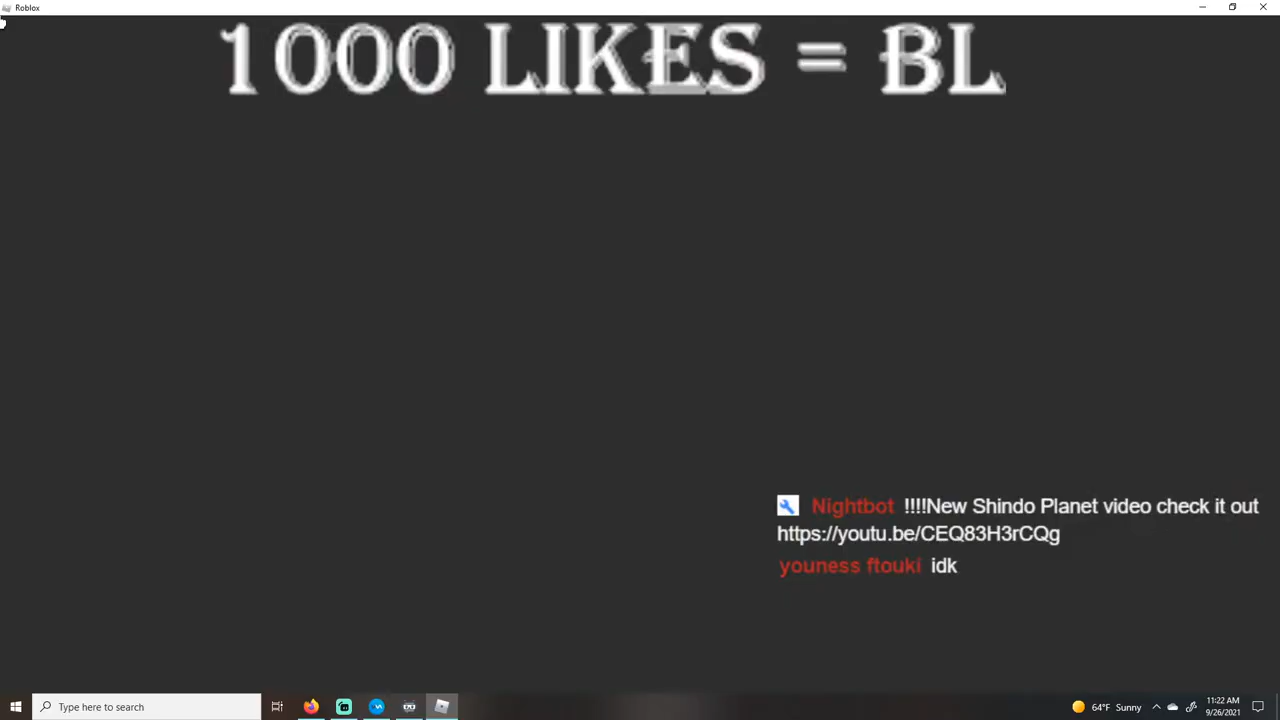 Roblox
1000 LIKES = BL
Nightbot !!!!New Shindo Planet video check it out
https://youtu.be/CEQ83H3rCQg
youness ftouki idk
Type here to search
64°F Sunny
11:22 AM
9/26/2021